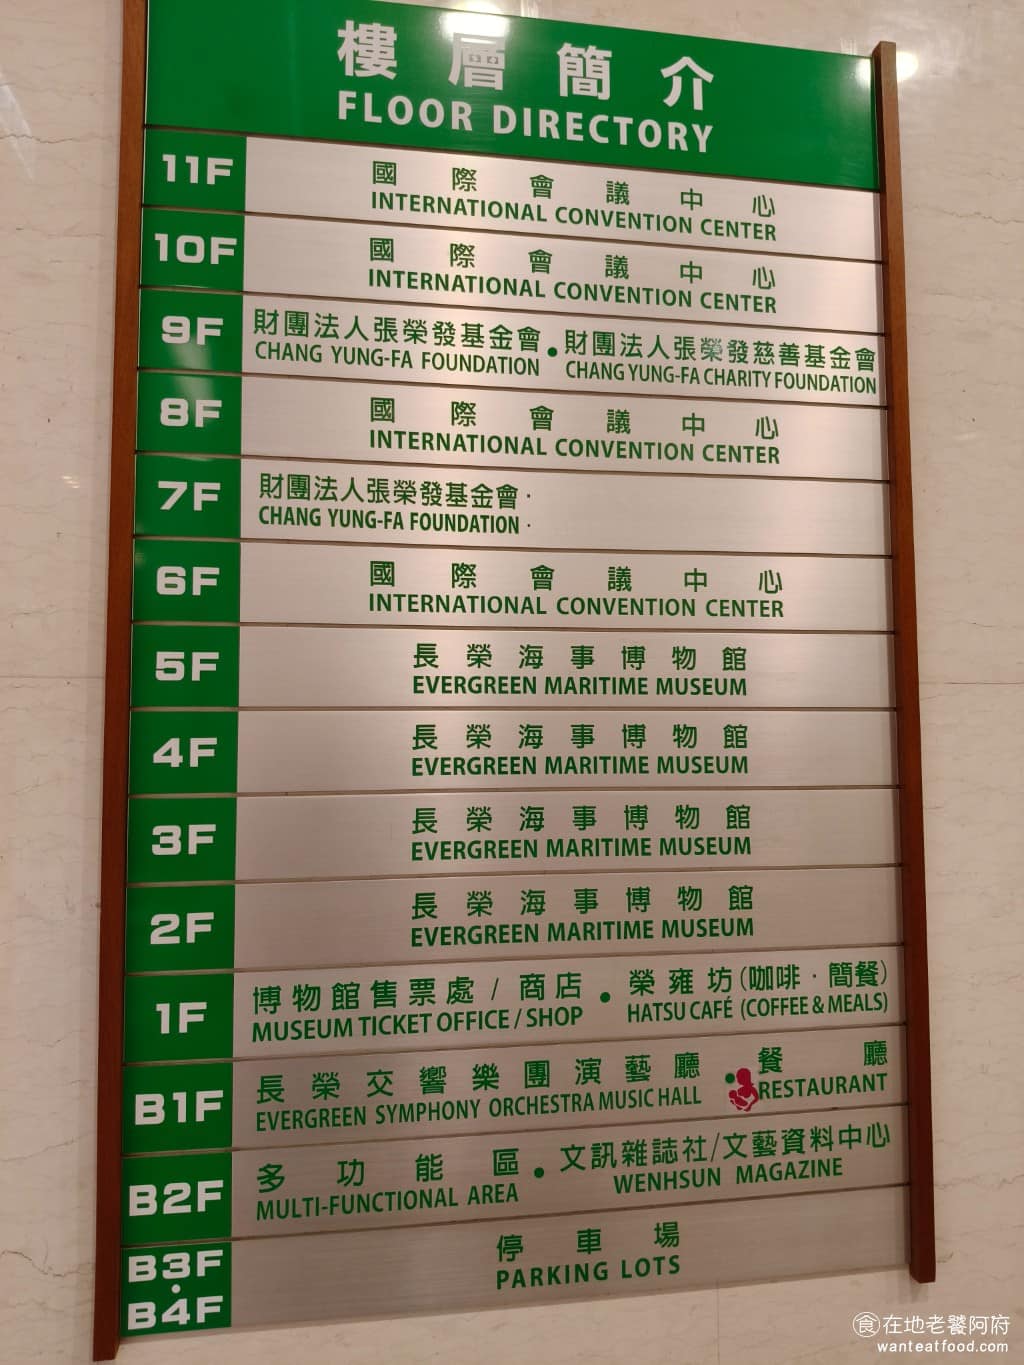 樓層簡介
FLOOR DIRECTORY
11F
國際會議中心
INTERNATIONAL CONVENTION CENTER
10F
國際會議中心
INTERNATIONAL CONVENTION CENTER
9F
財團法人張榮發基金會・財團法人張榮發慈善基金會
CHANG YUNG-FA FOUNDATION CHANG YUNG-FA CHARITY FOUNDATION
8F
國際會議中心
INTERNATIONAL CONVENTION CENTER
7F
財團法人張榮發基金會·
CHANG YUNG-FA FOUNDATION ·
6F
國際會議中心
INTERNATIONAL CONVENTION CENTER
5F
長榮海事博物館
EVERGREEN MARITIME MUSEUM
4F
長榮海事博物館
EVERGREEN MARITIME MUSEUM
3F
長榮海事博物館
EVERGREEN MARITIME MUSEUM
2F
長榮海事博物館
EVERGREEN MARITIME MUSEUM
1F
博物館售票處/商店・榮雍坊(咖啡·簡餐)
MUSEUM TICKET OFFICE / SHOP HATSU CAFÉ (COFFEE & MEALS)
B1F
長榮交響樂團演藝廳 餐廳
EVERGREEN SYMPHONY ORCHESTRA MUSIC HALL RESTAURANT
B2F
多功能區・文訊雜誌社/文藝資料中心
MULTI-FUNCTIONAL AREA WENHSUN MAGAZINE
B3F・B4F
停車場
PARKING LOTS
食在地老饕阿府
wanteatfood.com